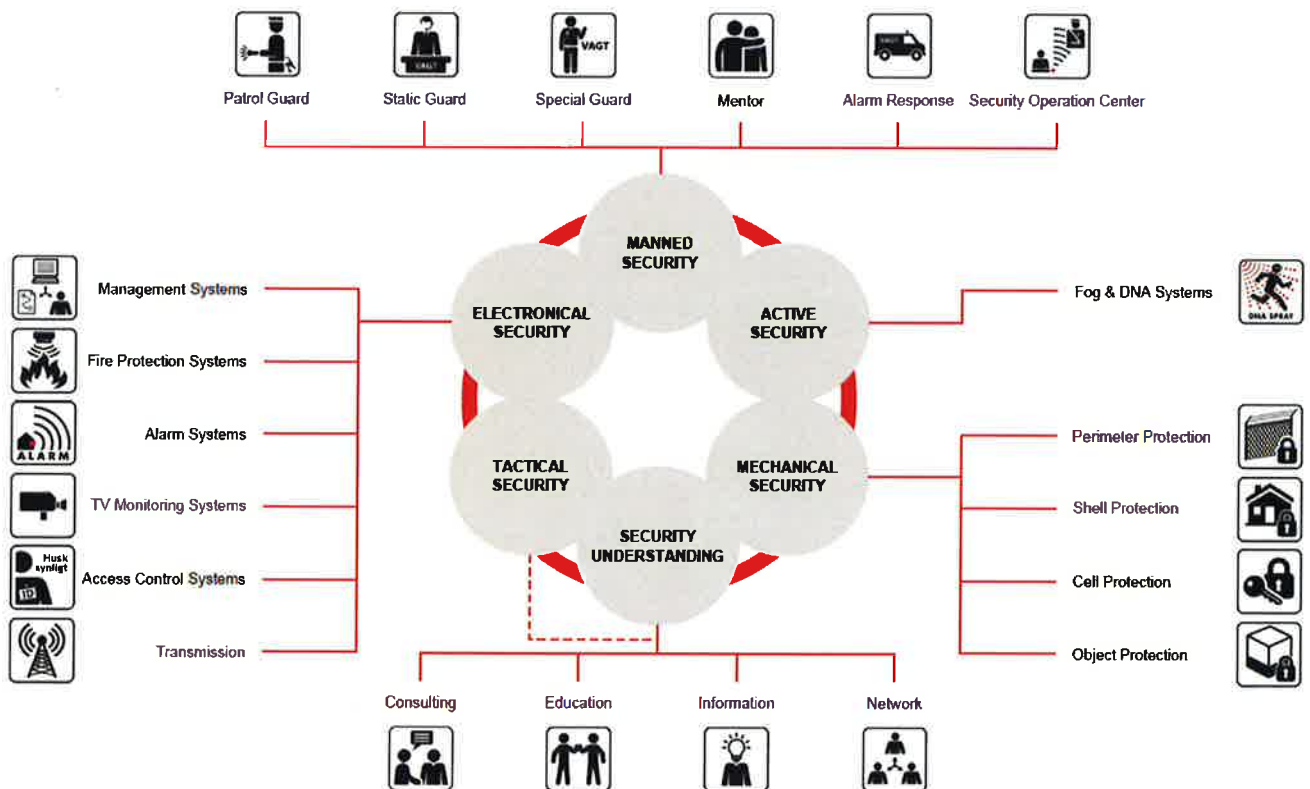 VAGT
VAGT
VAGT
Patrol Guard
Static Guard
Special Guard
Mentor
Alarm Response
Security Operation Center
MANNED
SECURITY
ELECTRONICAL
SECURITY
ACTIVE
SECURITY
TACTICAL
SECURITY
MECHANICAL
SECURITY
SECURITY
UNDERSTANDING
Management Systems
Fire Protection Systems
Alarm Systems
ALARM
TV Monitoring Systems
Husk
synligt
ID
Access Control Systems
Transmission
Fog & DNA Systems
DNA SPRAY
Perimeter Protection
Shell Protection
Cell Protection
Object Protection
Consulting
Education
Information
Network